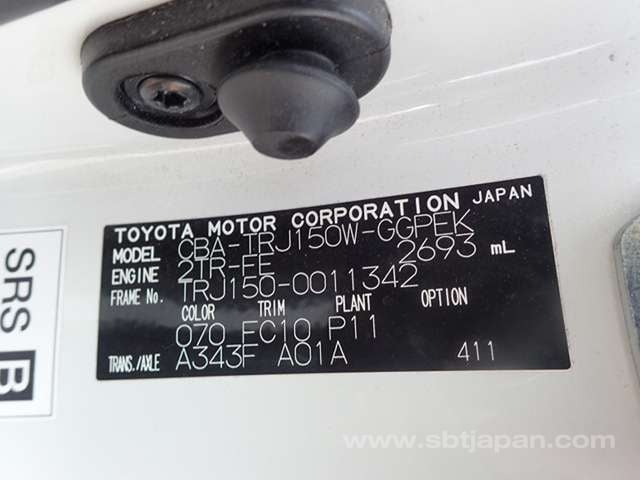 TOYOTA MOTOR CORPORATION JAPAN
MODEL CBA-TRJ150W-GGPEK
ENGINE 2TR-FE 2693 mL
FRAME No. TRJ150-0011342
COLOR TRIM PLANT OPTION
070 FC10 P11
TRANS./AXLE A343F A01A 411
SRS B
www.sbtjapan.com